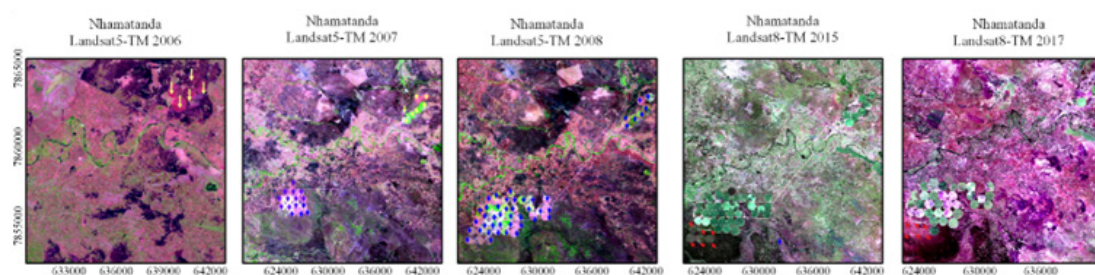 Nhamatanda
Landsat5-TM 2006
Nhamatanda
Landsat5-TM 2007
Nhamatanda
Landsat5-TM 2008
Nhamatanda
Landsat8-TM 2015
Nhamatanda
Landsat8-TM 2017
7865000
7860000
7855000
633000 636000 639000 642000
624000 630000 636000 642000
624000 630000 636000 642000
624000 630000 636000 642000
624000 630000 636000